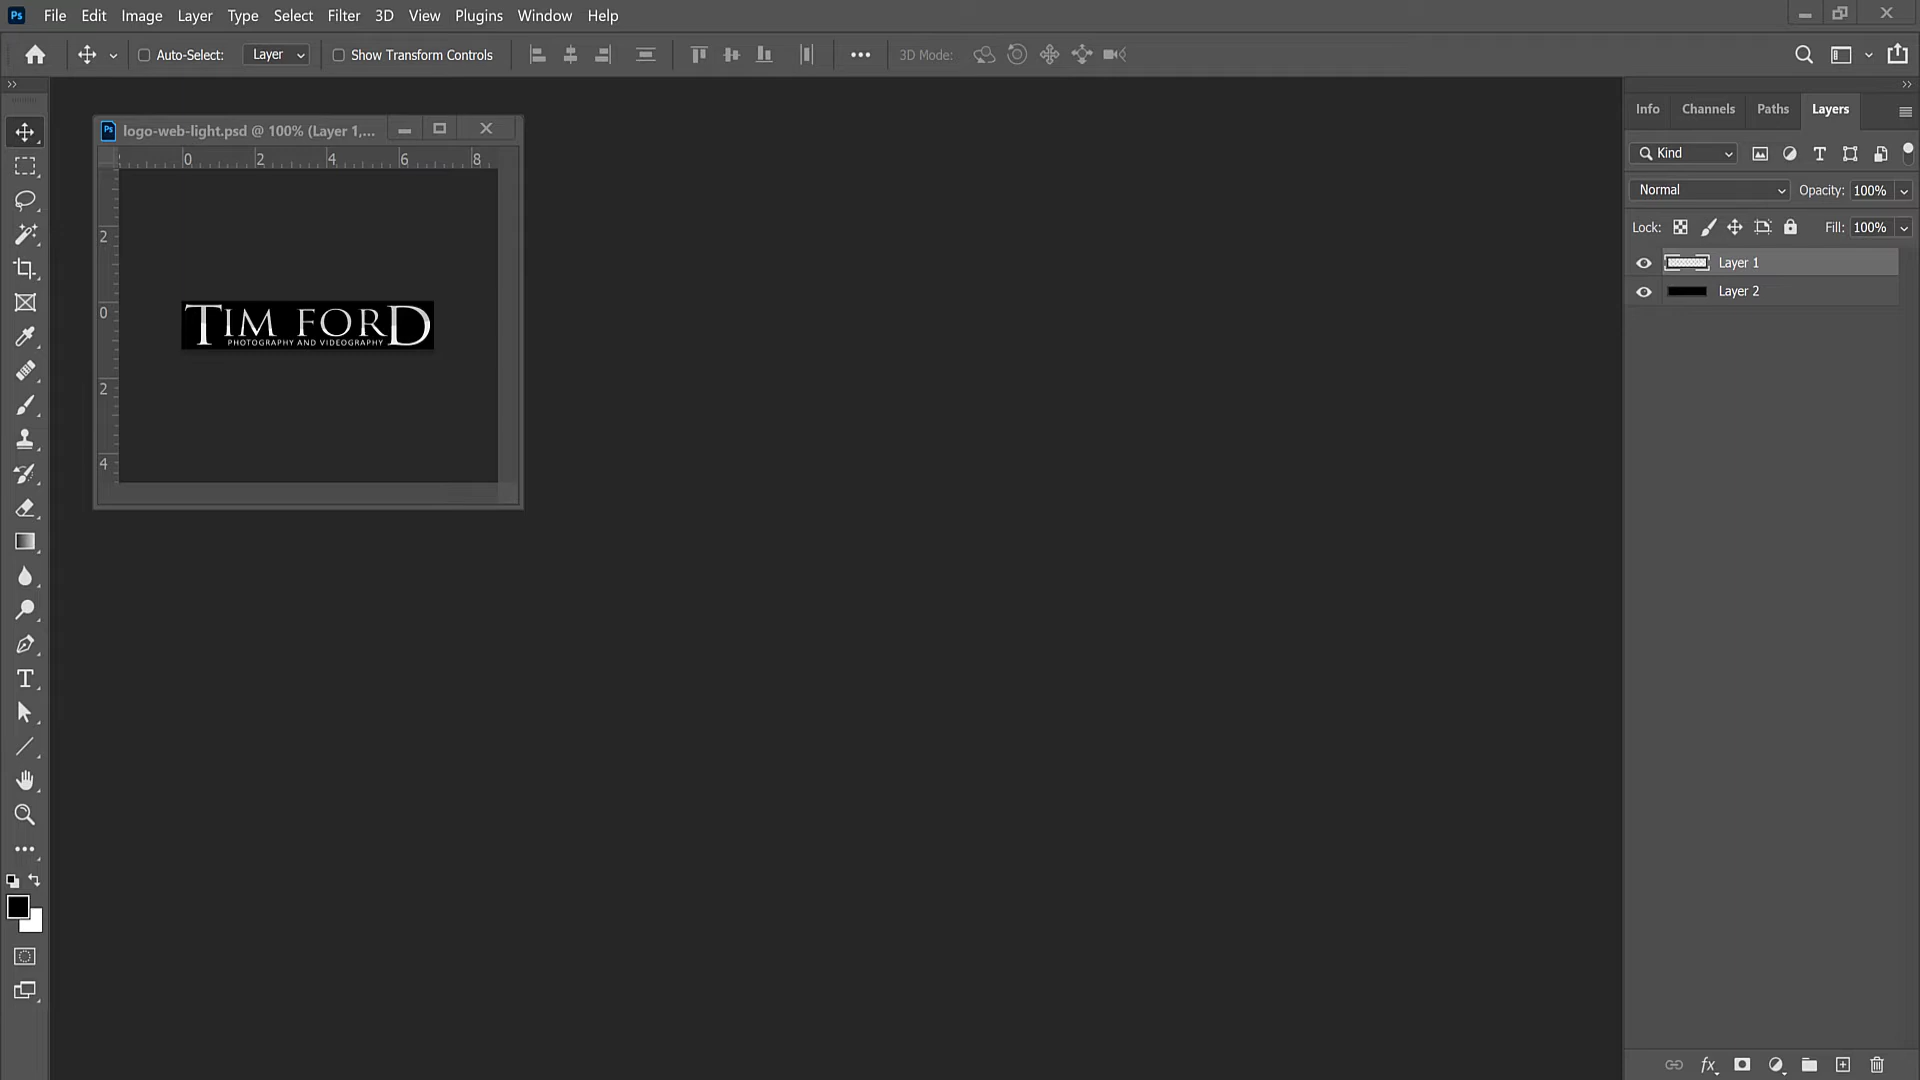 File Edit Image Layer Type Select Filter 3D View Plugins Window Help
Auto-Select: Layer Show Transform Controls 3D Mode:
Info Channels Paths Layers
logo-web-light.psd @ 100% (Layer 1,...
0 2 4 6 8
Kind
Normal Opacity: 100%
Lock: Fill: 100%
2
0
2
4
TIM FORD
PHOTOGRAPHY AND VIDEOGRAPHY
Layer 1
Layer 2